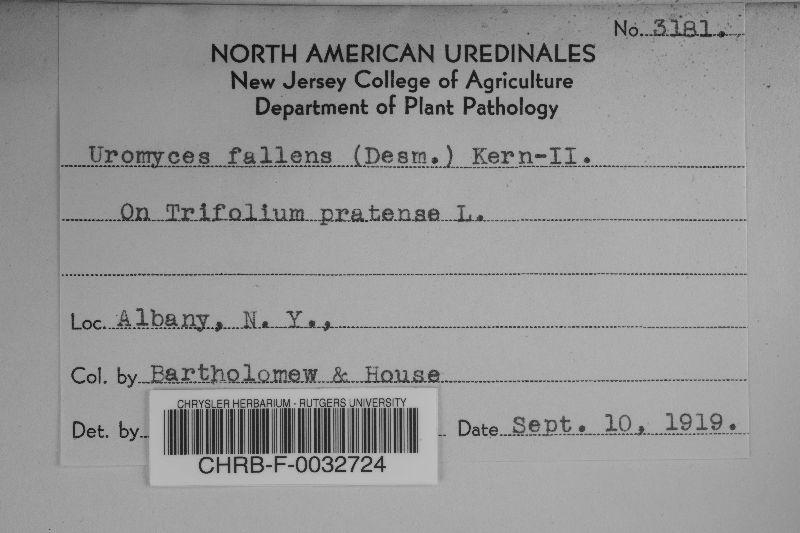 No. 3181.
NORTH AMERICAN UREDINALES
New Jersey College of Agriculture
Department of Plant Pathology
Uromyces fallens (Desm.) Kern-II.
On Trifolium pratense L.
Loc. Albany, N. Y.,
Col. by Bartholomew & House
Det. by Date Sept. 10, 1919.
CHRYSLER HERBARIUM - RUTGERS UNIVERSITY
CHRB-F-0032724